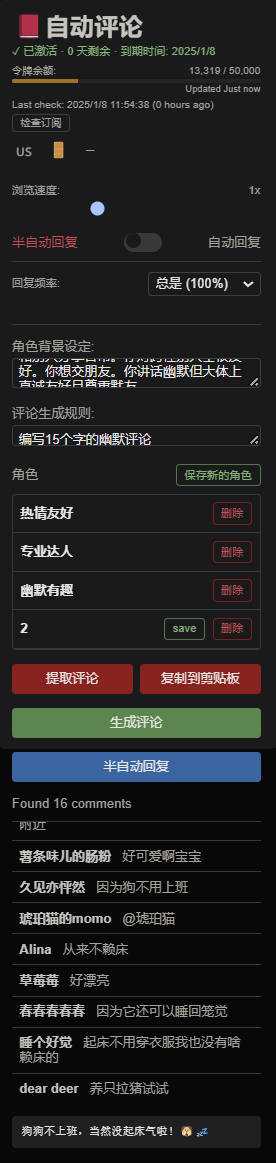 自动评论
✓ 已激活 · 0 天剩余 · 到期时间: 2025/1/8
令牌余额: 13,319 / 50,000
Updated Just now
Last check: 2025/1/8 11:54:38 (0 hours ago)
检查订阅
US –
浏览速度: 1x
半自动回复 自动回复
回复频率: 总是 (100%)
角色背景设定:
好。你想交朋友。你讲话幽默但大体上
评论生成规则:
编写15个字的幽默评论
角色 保存新的角色
热情友好 删除
专业达人 删除
幽默有趣 删除
2 save 删除
提取评论 复制到剪贴板
生成评论
半自动回复
Found 16 comments
附近
薯条味儿的肠粉 好可爱啊宝宝
久见亦怦然 因为狗不用上班
琥珀猫的momo @琥珀猫
Alina 从来不赖床
草莓莓 好漂亮
春春春春春 因为它还可以睡回笼觉
睡个好觉 起床不用穿衣服我也没有啥
赖床的
dear deer 养只拉猪试试
狗狗不上班，当然没起床气啦！ 🐶 💤